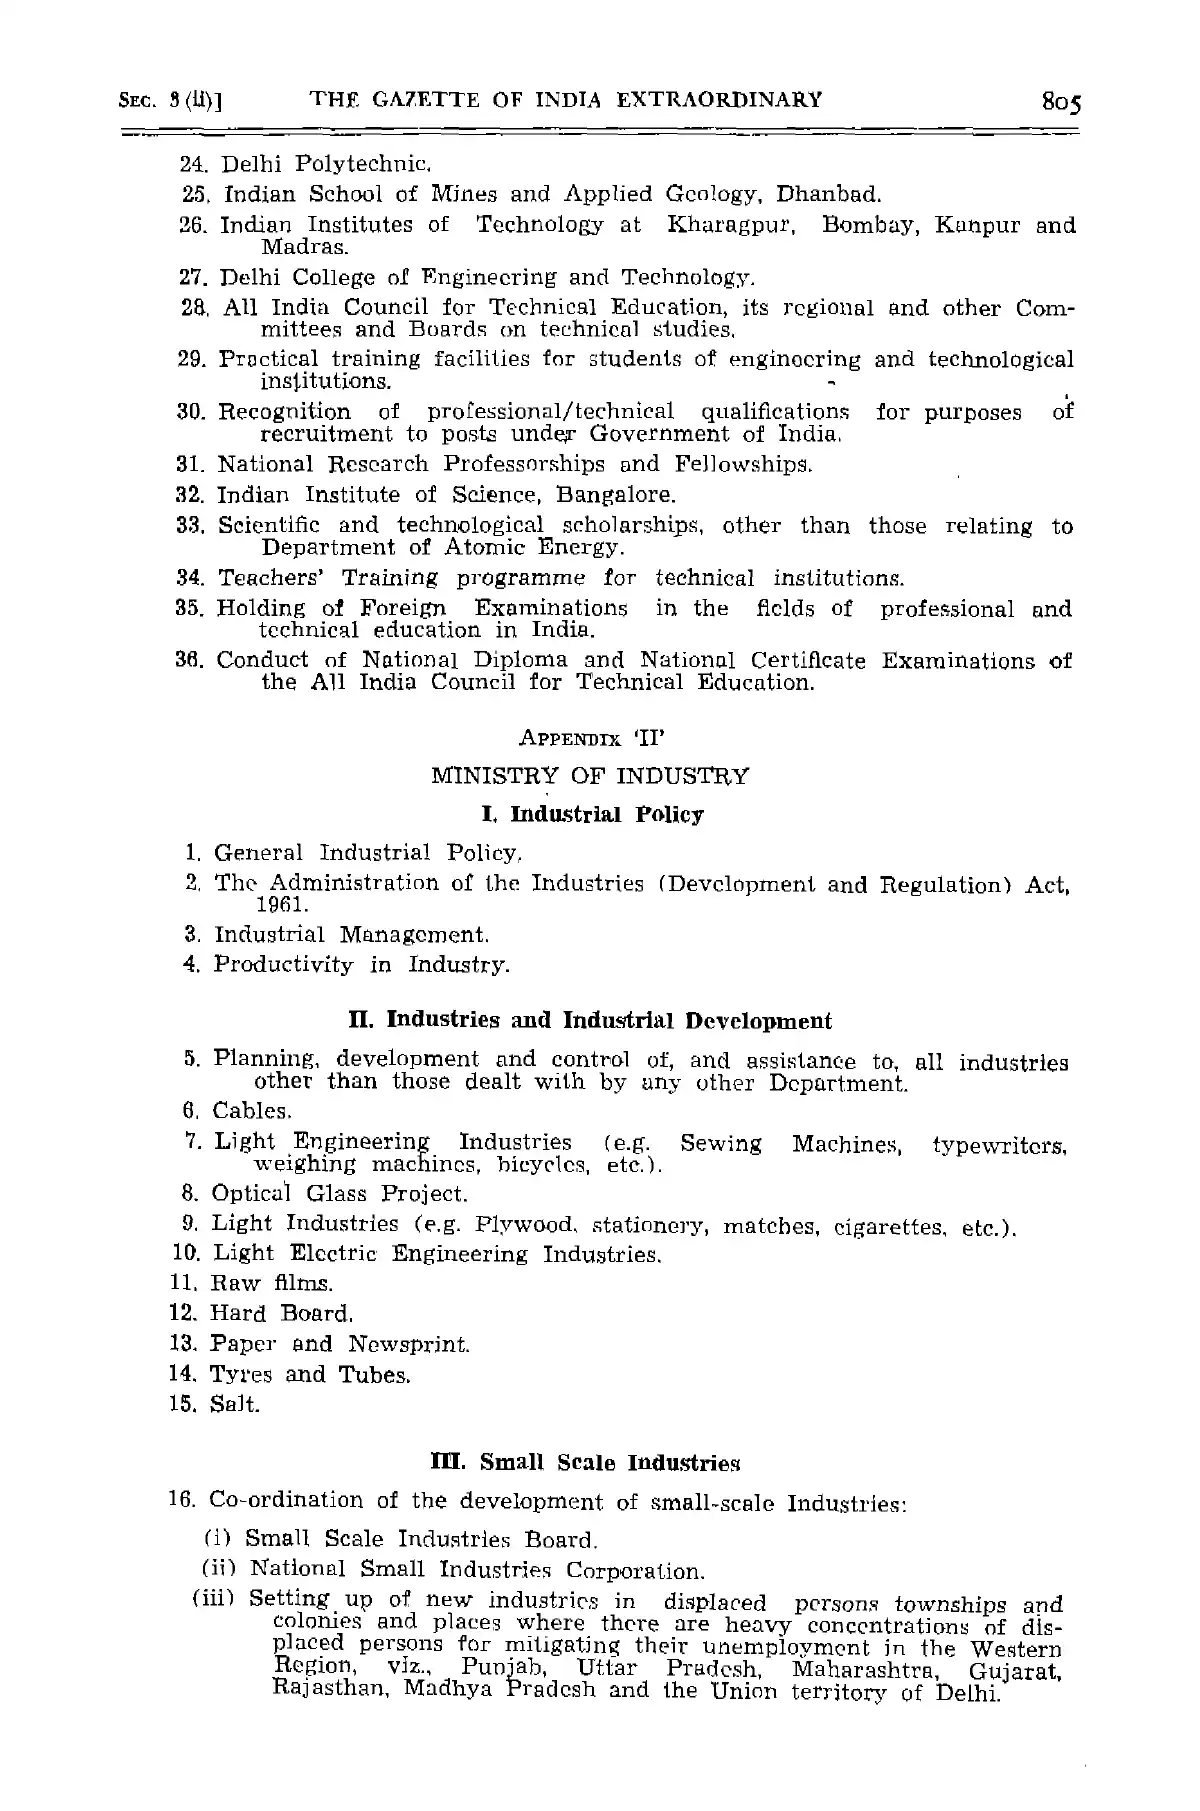 SEC. 3(ii)] THE GAZETTE OF INDIA EXTRAORDINARY 805
24. Delhi Polytechnic.
25. Indian School of Mines and Applied Geology, Dhanbad.
26. Indian Institutes of Technology at Kharagpur, Bombay, Kanpur and
Madras.
27. Delhi College of Engineering and Technology.
28. All India Council for Technical Education, its regional and other Com-
mittees and Boards on technical studies.
29. Practical training facilities for students of engineering and technological
institutions.
30. Recognition of professional/technical qualifications for purposes of
recruitment to posts under Government of India.
31. National Research Professorships and Fellowships.
32. Indian Institute of Science, Bangalore.
33. Scientific and technological scholarships, other than those relating to
Department of Atomic Energy.
34. Teachers' Training programme for technical institutions.
35. Holding of Foreign Examinations in the fields of professional and
technical education in India.
36. Conduct of National Diploma and National Certificate Examinations of
the All India Council for Technical Education.
APPENDIX 'II'
MINISTRY OF INDUSTRY
I. Industrial Policy
1. General Industrial Policy.
2. The Administration of the Industries (Development and Regulation) Act,
1961.
3. Industrial Management.
4. Productivity in Industry.
II. Industries and Industrial Development
5. Planning, development and control of, and assistance to, all industries
other than those dealt with by any other Department.
6. Cables.
7. Light Engineering Industries (e.g. Sewing Machines, typewriters,
weighing machines, bicycles, etc.).
8. Optical Glass Project.
9. Light Industries (e.g. Plywood, stationery, matches, cigarettes, etc.).
10. Light Electric Engineering Industries.
11. Raw films.
12. Hard Board.
13. Paper and Newsprint.
14. Tyres and Tubes.
15. Salt.
III. Small Scale Industries
16. Co-ordination of the development of small-scale Industries:
(i) Small Scale Industries Board.
(ii) National Small Industries Corporation.
(iii) Setting up of new industries in displaced persons townships and
colonies and places where there are heavy concentrations of dis-
placed persons for mitigating their unemployment in the Western
Region, viz., Punjab, Uttar Pradesh, Maharashtra, Gujarat,
Rajasthan, Madhya Pradesh and the Union territory of Delhi.